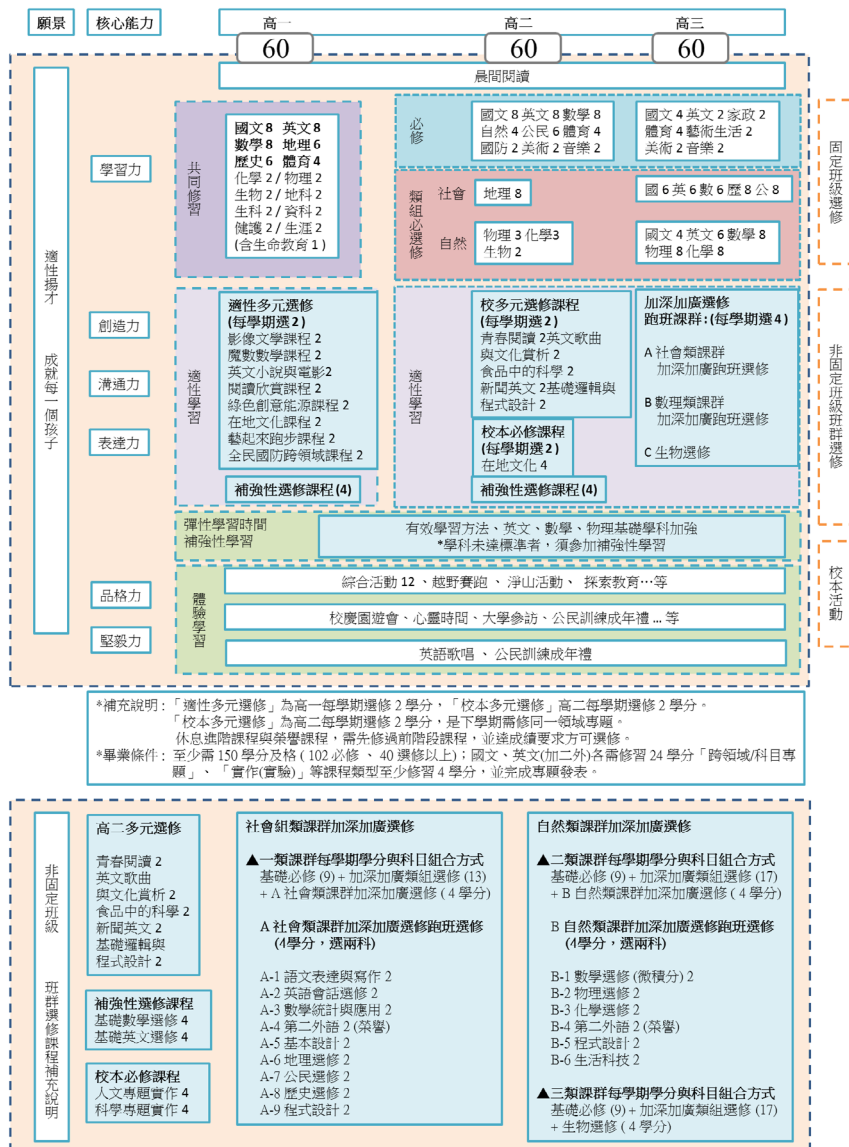 願景
核心能力
高一
高二
高三
60
60
60
晨間閱讀
適性揚才 成就每一個孩子
學習力
創造力
溝通力
表達力
品格力
堅毅力
共同修習
國文 8 英文 8
數學 8 地理 6
歷史 6 體育 4
化學 2 / 物理 2
生物 2 / 地科 2
生科 2 / 資科 2
健護 2 / 生涯 2
(含生命教育 1 )
必修
國文 8 英文 8 數學 8
自然 4 公民 6 體育 4
國防 2 美術 2 音樂 2
國文 4 英文 2 家政 2
體育 4 藝術生活 2
美術 2 音樂 2
類組必選修
社會
地理 8
國 6 英 6 數 6 歷 8 公 8
自然
物理 3 化學3
生物 2
國文 4 英文 6 數學 8
物理 8 化學 8
固定班級選修
適性學習
適性多元選修
(每學期選 2 )
影像文學課程 2
魔數數學課程 2
英文小說與電影2
閱讀欣賞課程 2
綠色創意能源課程 2
在地文化課程 2
藝起來跑步課程 2
全民國防跨領域課程 2
補強性選修課程 (4)
適性學習
校多元選修課程
(每學期選 2 )
青春閱讀 2英文歌曲
與文化賞析 2
食品中的科學 2
新聞英文 2基礎邏輯與
程式設計 2
校本必修課程
(每學期選 2)
在地文化 4
補強性選修課程(4)
加深加廣選修
跑班課群 : (每學期選 4 )
A 社會類課群
加深加廣跑班選修
B 數理類課群
加深加廣跑班選修
C 生物選修
非固定班級班群選修
彈性學習時間
補強性學習
有效學習方法、英文、數學、物理基礎學科加強
*學科未達標準者，須參加補強性學習
體驗學習
綜合活動 12 、越野賽跑 、淨山活動、 探索教育…等
校慶園遊會、心靈時間、大學參訪、公民訓練成年禮 ... 等
英語歌唱 、公民訓練成年禮
校本活動
*補充說明 : 「適性多元選修」為高一每學期選修 2 學分，「校本多元選修」高二每學期選修 2 學分。
「校本多元選修」為高二每學期選修 2 學分，是下學期需修同一領域專題。
休息進階課程與榮譽課程，需先修過前階段課程，並達成績要求方可選修。
*畢業條件 : 至少需 150 學分及格 ( 102 必修 、 40 選修以上)；國文、英文(加二外)各需修習 24 學分「跨領域/科目專
題」、「實作(實驗)」等課程類型至少修習 4 學分，並完成專題發表。
非固定班級 班群選修課程補充說明
高二多元選修
青春閱讀 2
英文歌曲
與文化賞析 2
食品中的科學 2
新聞英文 2
基礎邏輯與
程式設計 2
補強性選修課程
基礎數學選修 4
基礎英文選修 4
校本必修課程
人文專題實作 4
科學專題實作 4
社會組類課群加深加廣選修
▲一類課群每學期學分與科目組合方式
基礎必修 (9) + 加深加廣類組選修 (13)
+ A 社會類課群加深加廣選修 ( 4 學分)
A 社會類課群加深加廣選修跑班選修
(4學分，選兩科)
A-1 語文表達與寫作 2
A-2 英語會話選修 2
A-3 數學統計與應用 2
A-4 第二外語 2 (榮譽)
A-5 基本設計 2
A-6 地理選修 2
A-7 公民選修 2
A-8 歷史選修 2
A-9 程式設計 2
自然類課群加深加廣選修
▲二類課群每學期學分與科目組合方式
基礎必修 (9) + 加深加廣類組選修 (17)
+ B 自然類課群加深加廣選修 ( 4 學分)
B 自然類課群加深加廣選修跑班選修
(4學分，選兩科)
B-1 數學選修 (微積分) 2
B-2 物理選修 2
B-3 化學選修 2
B-4 第二外語 2 (榮譽)
B-5 程式設計 2
B-6 生活科技 2
▲三類課群每學期學分與科目組合方式
基礎必修 (9) + 加深加廣類組選修 (17)
+ 生物選修 ( 4 學分)